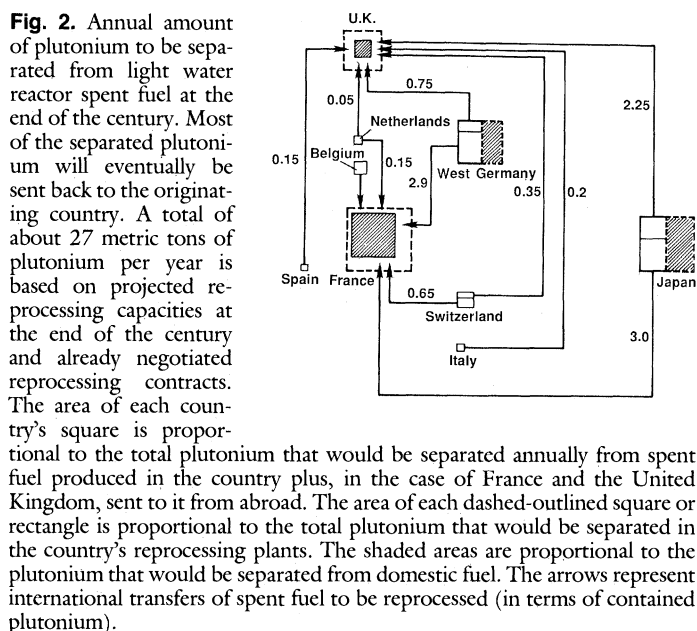 Fig. 2. Annual amount
of plutonium to be sepa-
rated from light water
reactor spent fuel at the
end of the century. Most
of the separated plutoni-
um will eventually be
sent back to the originat-
ing country. A total of
about 27 metric tons of
plutonium per year is
based on projected re-
processing capacities at
the end of the century
and already negotiated
reprocessing contracts.
The area of each coun-
try's square is propor-
tional to the total plutonium that would be separated annually from spent
fuel produced in the country plus, in the case of France and the United
Kingdom, sent to it from abroad. The area of each dashed-outlined square or
rectangle is proportional to the total plutonium that would be separated in
the country's reprocessing plants. The shaded areas are proportional to the
plutonium that would be separated from domestic fuel. The arrows represent
international transfers of spent fuel to be reprocessed (in terms of contained
plutonium).
U.K.
0.75
0.05
2.25
Netherlands
Belgium
0.15
0.15
West Germany
2.9
0.35
0.2
Spain
France
Japan
0.65
Switzerland
3.0
Italy